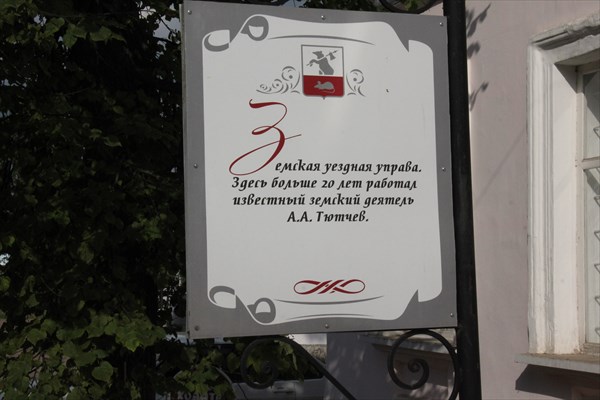 Земская уездная управа.
Здесь больше 20 лет работал
известный земский деятель
А.А. Тютчев.